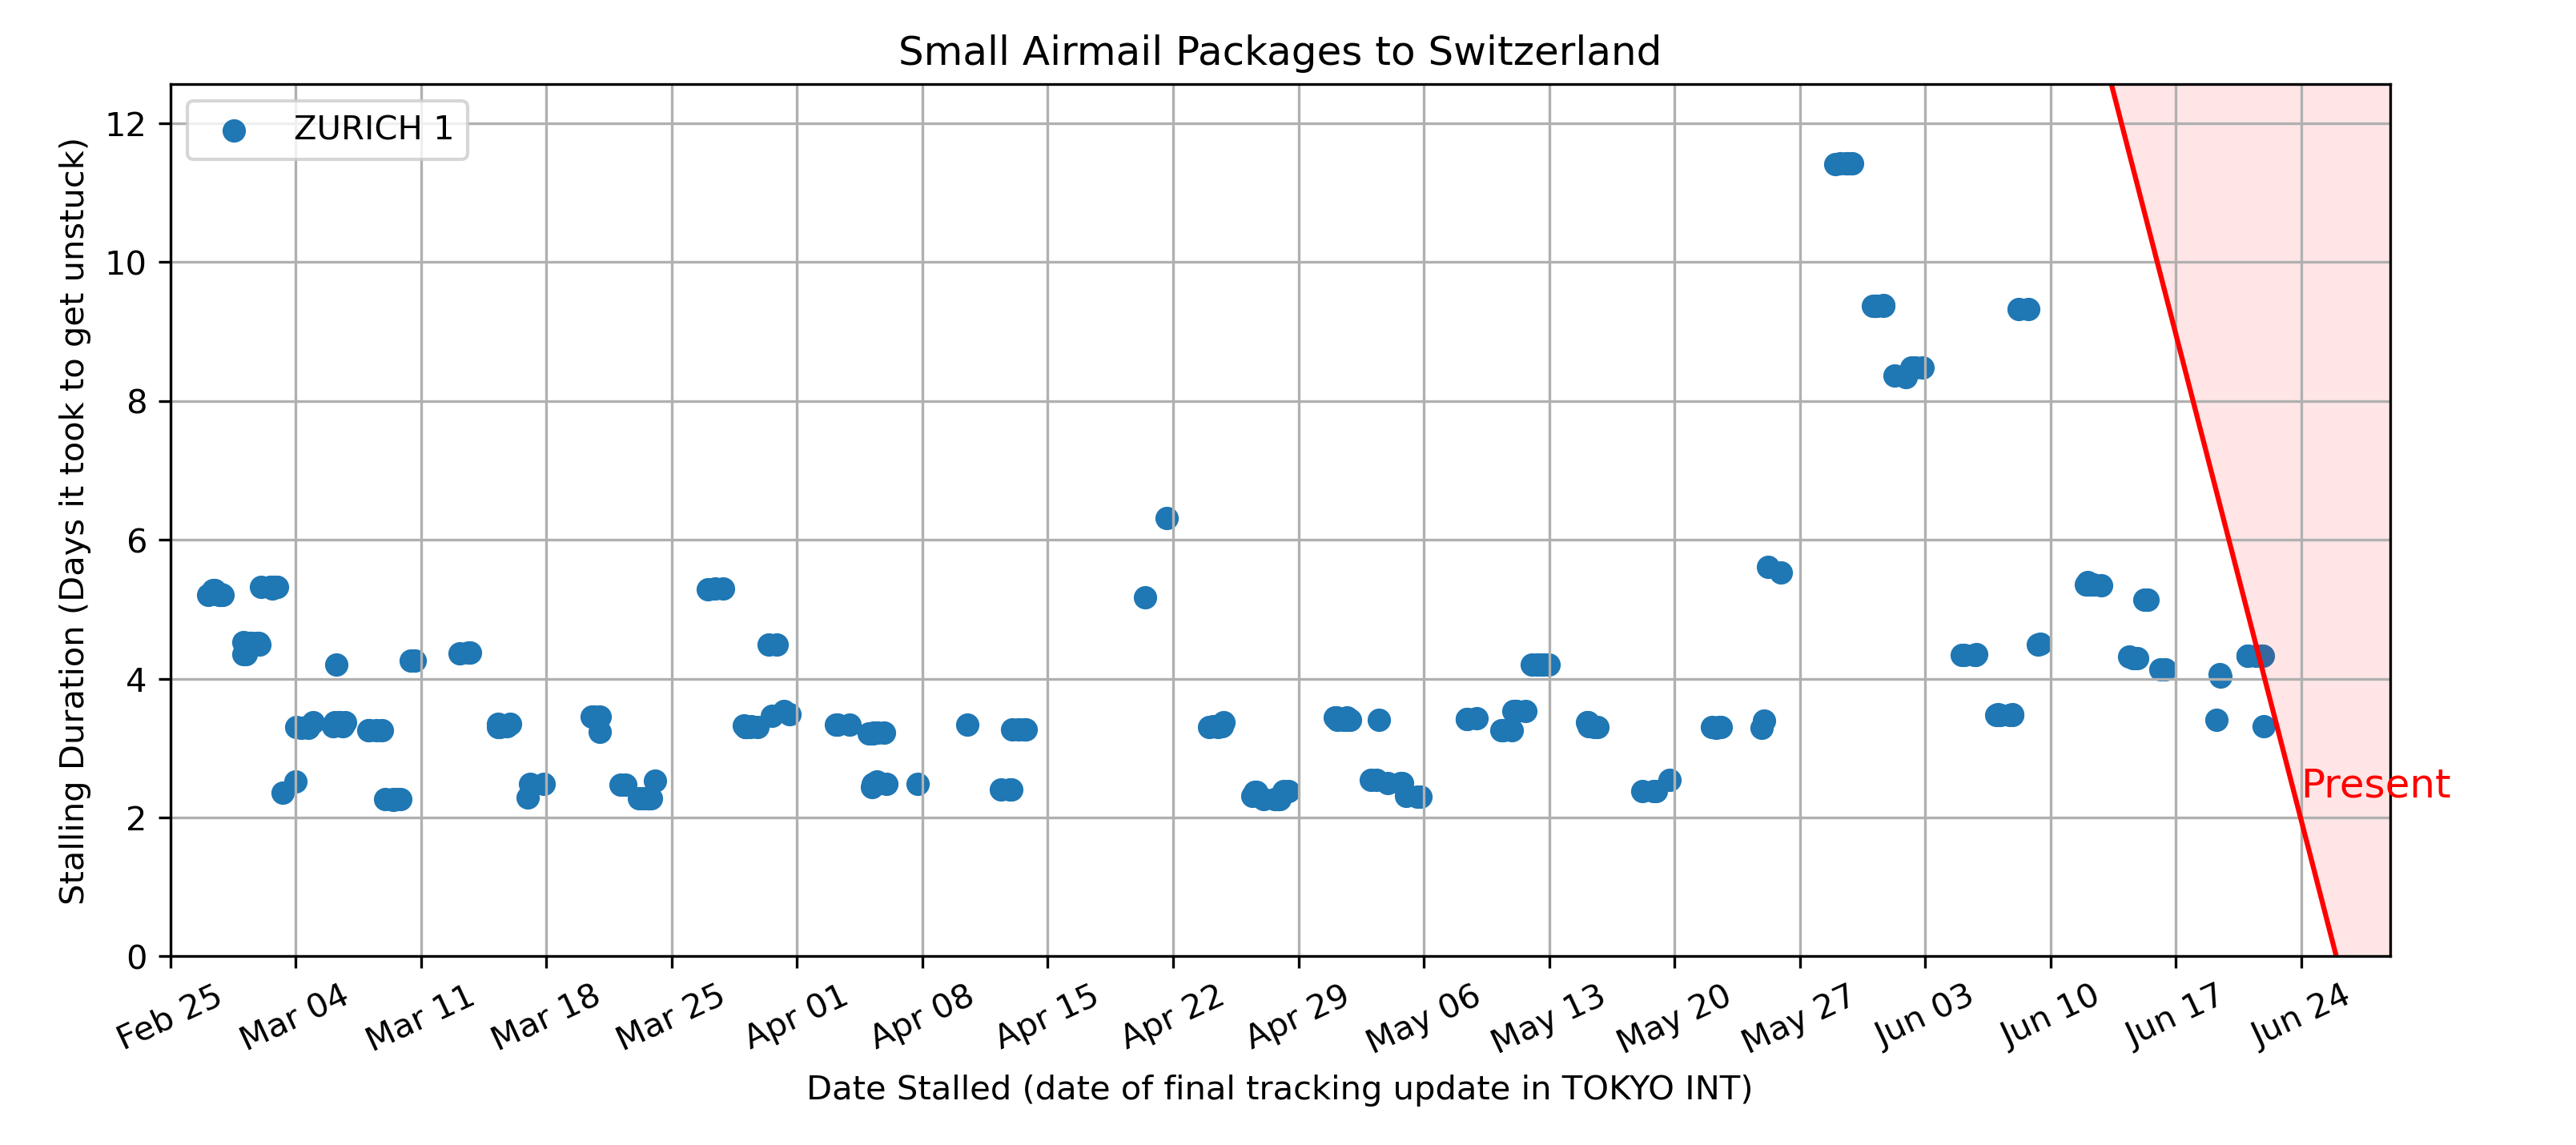 Small Airmail Packages to Switzerland
ZURICH 1
Stalling Duration (Days it took to get unstuck)
12
10
8
6
4
2
0
Present
Feb 25
Mar 04
Mar 11
Mar 18
Mar 25
Apr 01
Apr 08
Apr 15
Apr 22
Apr 29
May 06
May 13
May 20
May 27
Jun 03
Jun 10
Jun 17
Jun 24
Date Stalled (date of final tracking update in TOKYO INT)